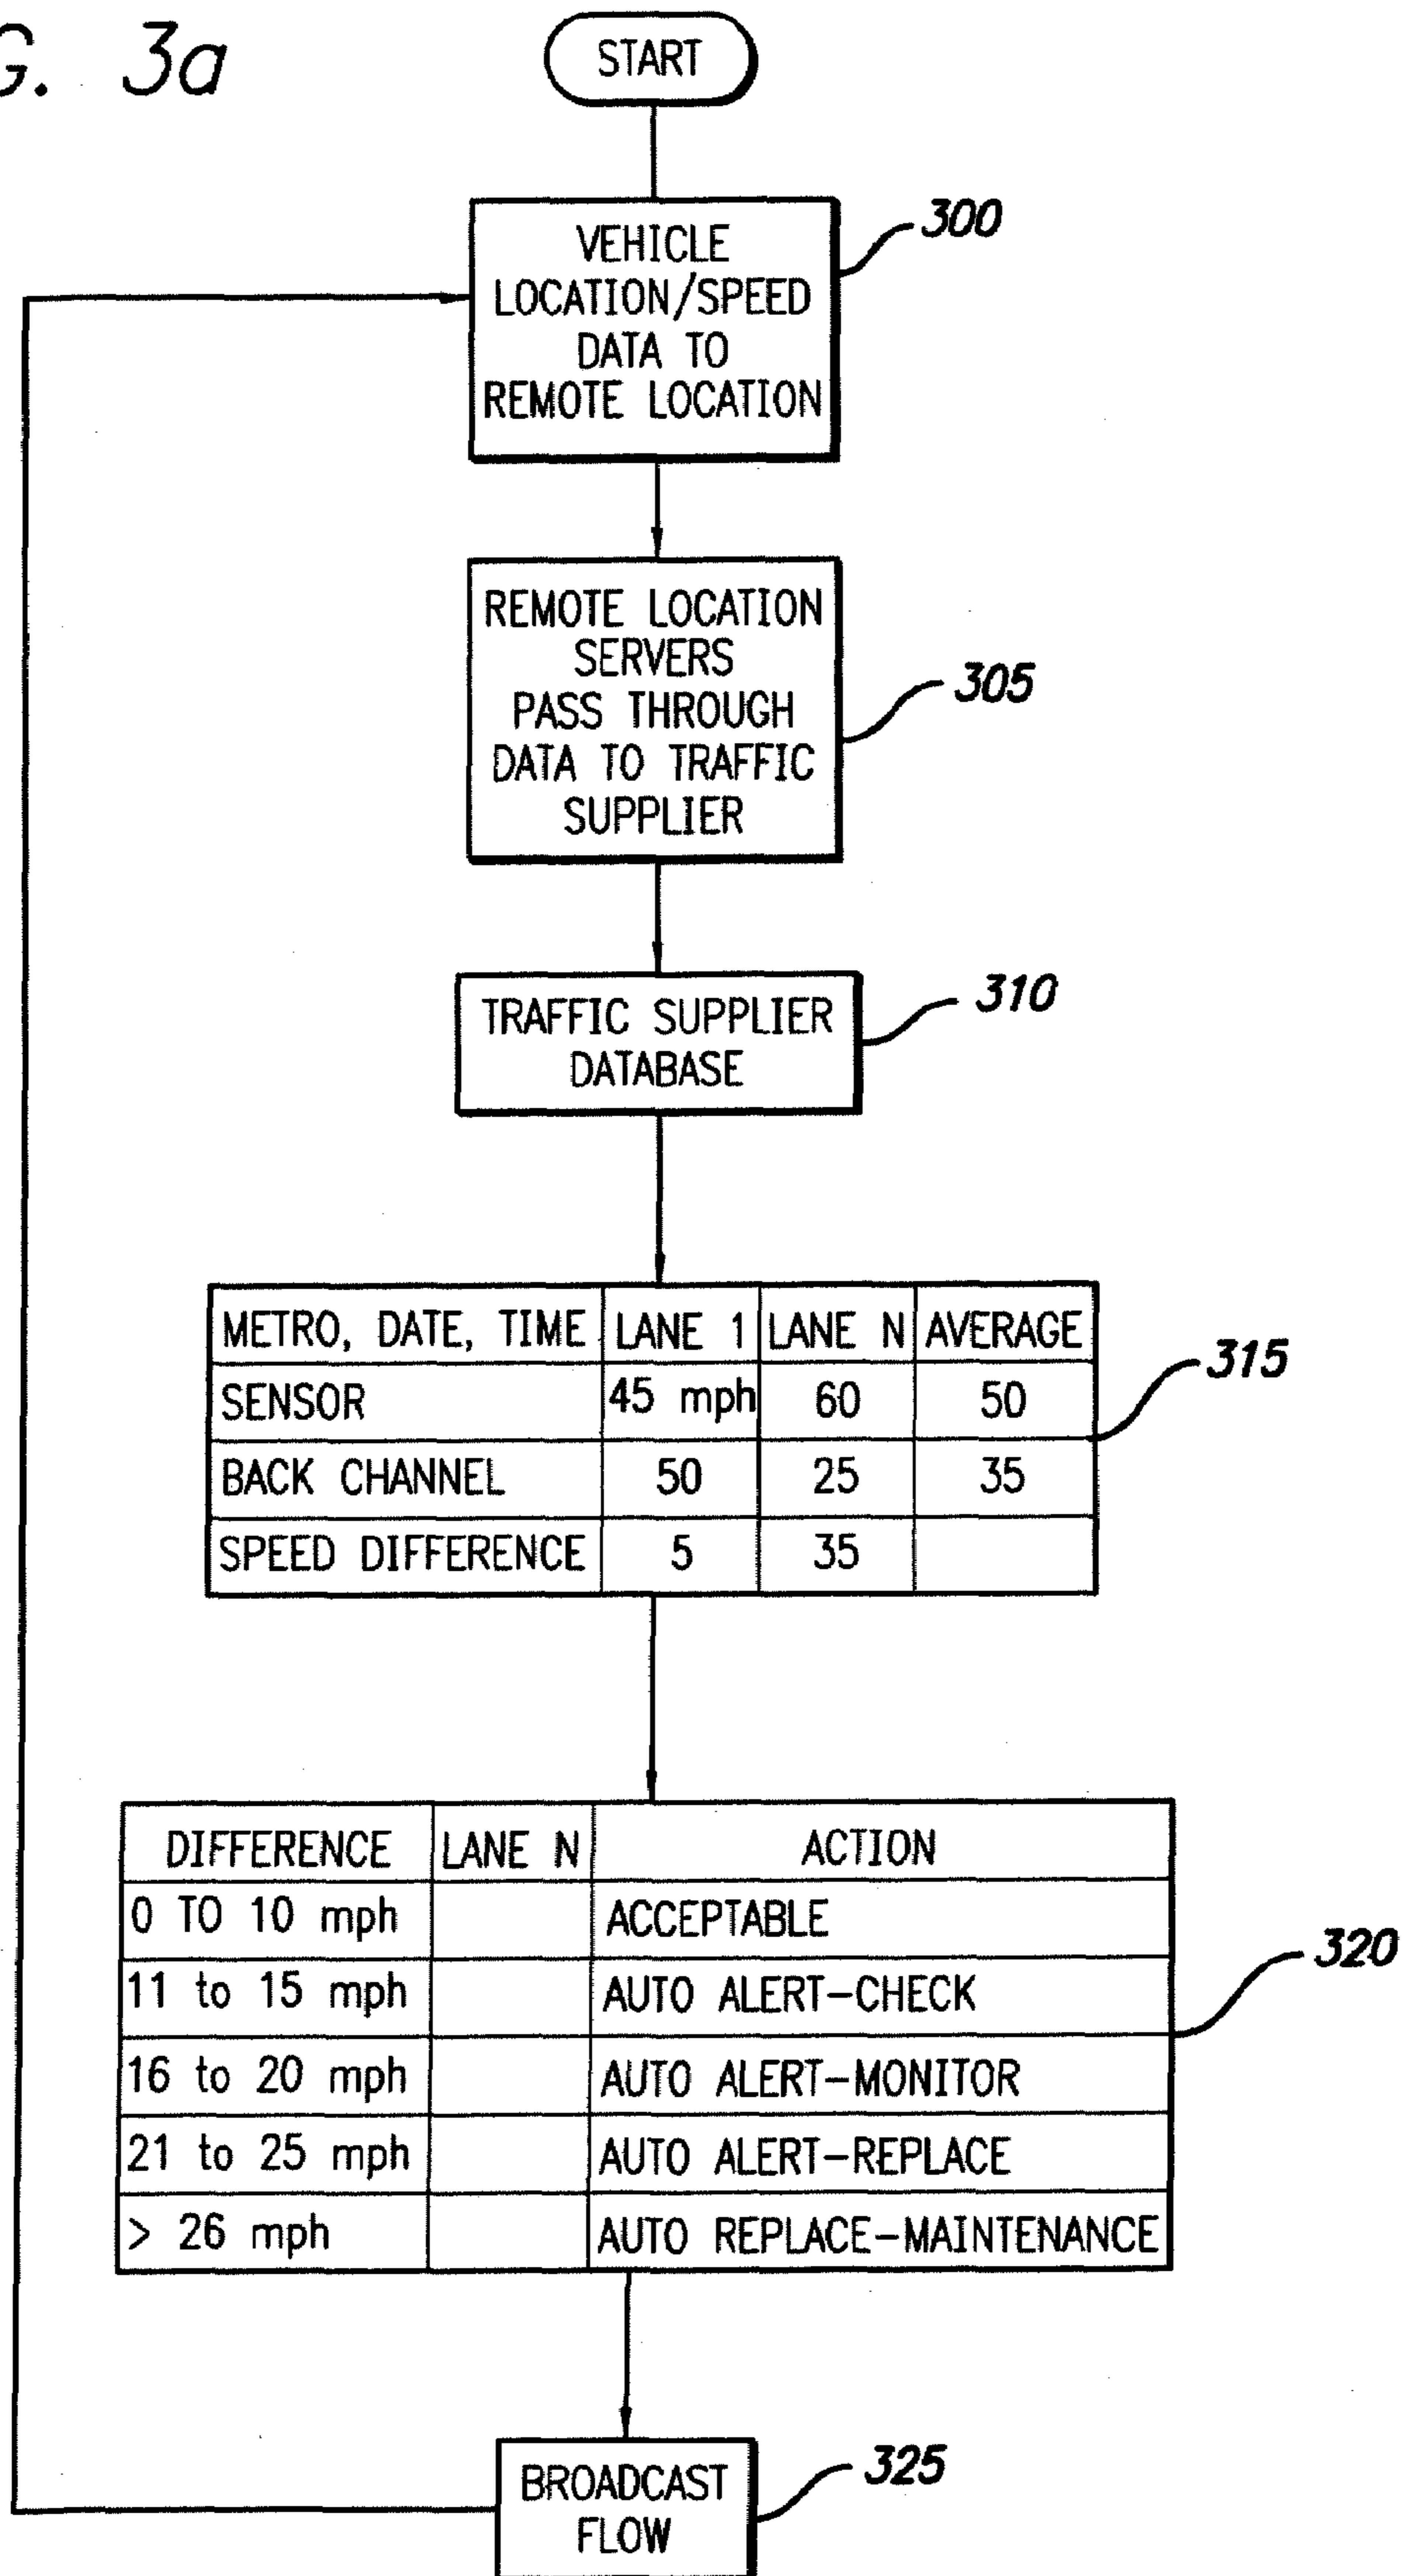 G. 3a
START
VEHICLE
LOCATION/SPEED
DATA TO
REMOTE LOCATION
300
REMOTE LOCATION
SERVERS
PASS THROUGH
DATA TO TRAFFIC
SUPPLIER
305
TRAFFIC SUPPLIER
DATABASE
310
METRO, DATE, TIME LANE 1 LANE N AVERAGE
SENSOR 45 mph 60 50
BACK CHANNEL 50 25 35
SPEED DIFFERENCE 5 35
315
DIFFERENCE LANE N ACTION
0 TO 10 mph ACCEPTABLE
11 to 15 mph AUTO ALERT-CHECK
16 to 20 mph AUTO ALERT-MONITOR
21 to 25 mph AUTO ALERT-REPLACE
> 26 mph AUTO REPLACE-MAINTENANCE
320
BROADCAST
FLOW
325